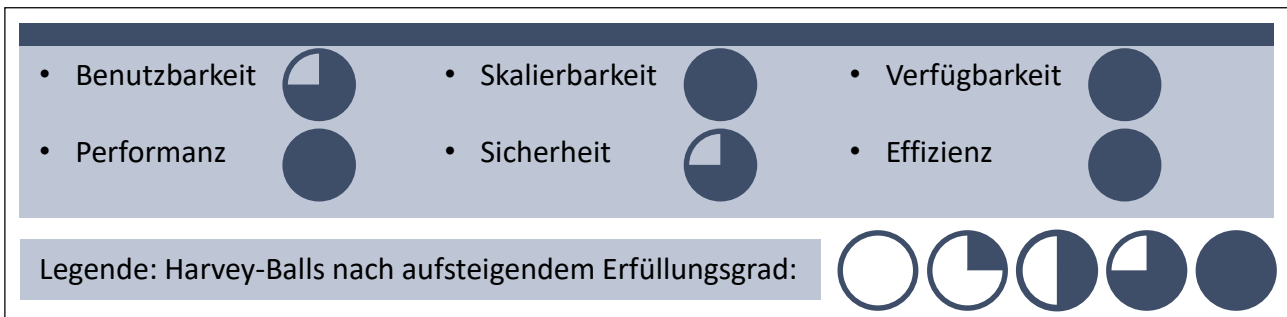 • Benutzbarkeit • Skalierbarkeit • Verfügbarkeit
• Performanz • Sicherheit • Effizienz
Legende: Harvey-Balls nach aufsteigendem Erfüllungsgrad: